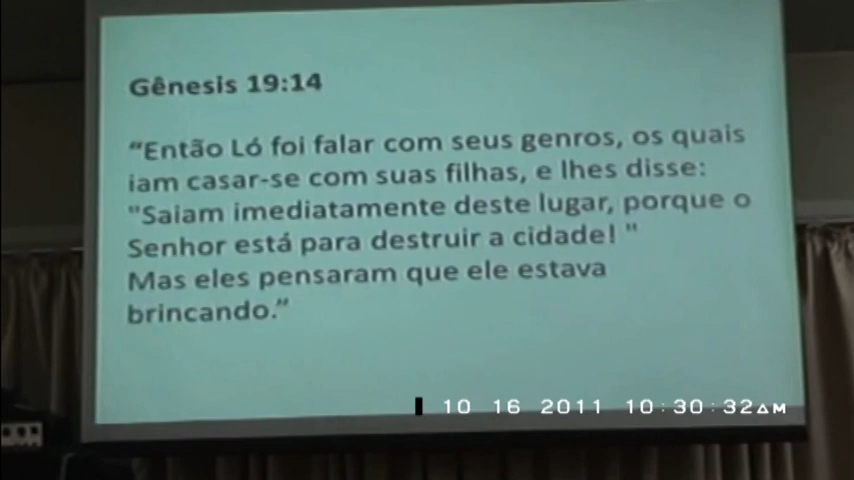 Gênesis 19:14
“Então Ló foi falar com seus genros, os quais
iam casar-se com suas filhas, e lhes disse:
"Saiam imediatamente deste lugar, porque o
Senhor está para destruir a cidade! "
Mas eles pensaram que ele estava
brincando.”
10 16 2011 10:30:32AM